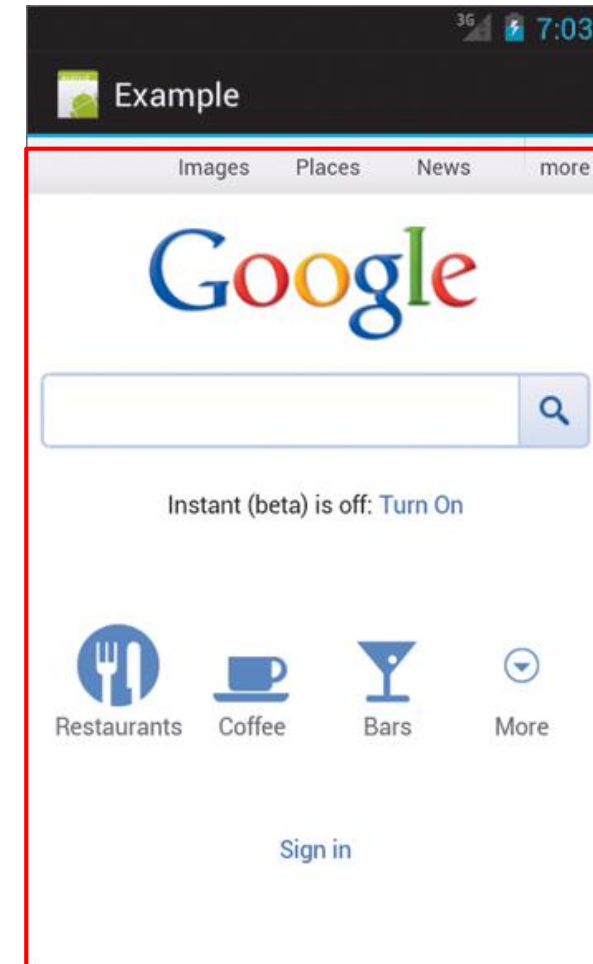 3G 7:03
Example
Images Places News more
Google
Instant (beta) is off: Turn On
Restaurants Coffee Bars More
Sign in